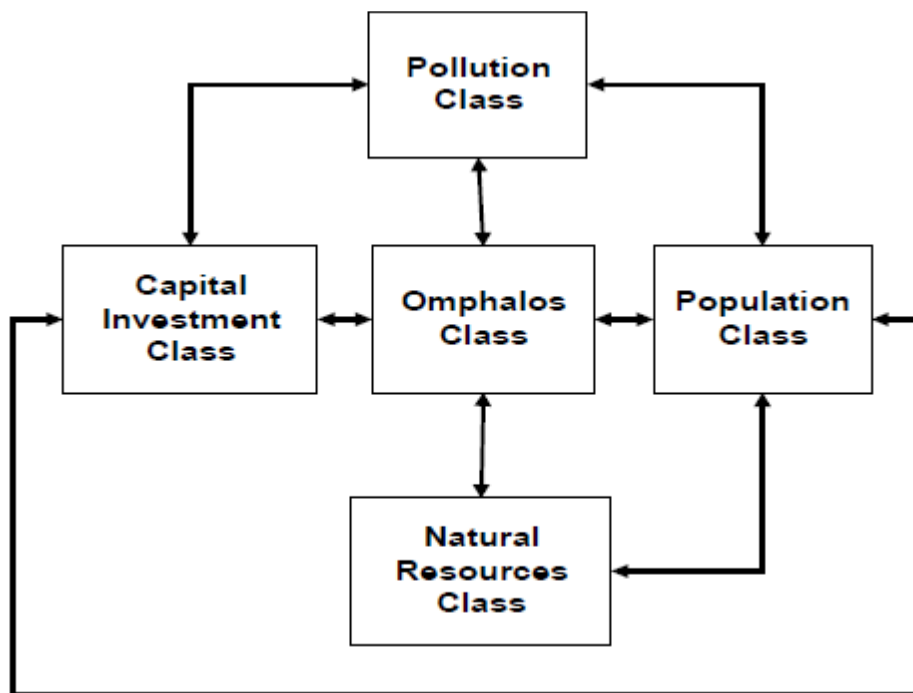 Pollution
Class
Capital
Investment
Class
Omphalos
Class
Population
Class
Natural
Resources
Class